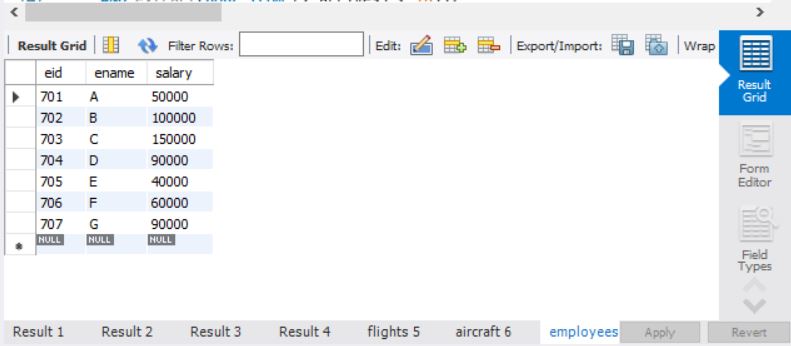 Result Grid Filter Rows: Edit: Export/Import: Wrap
eid ename salary
701 A 50000
702 B 100000
703 C 150000
704 D 90000
705 E 40000
706 F 60000
707 G 90000
NULL NULL NULL
Result
Grid
Form
Editor
Field
Types
Result 1 Result 2 Result 3 Result 4 flights 5 aircraft 6 employees Apply Revert